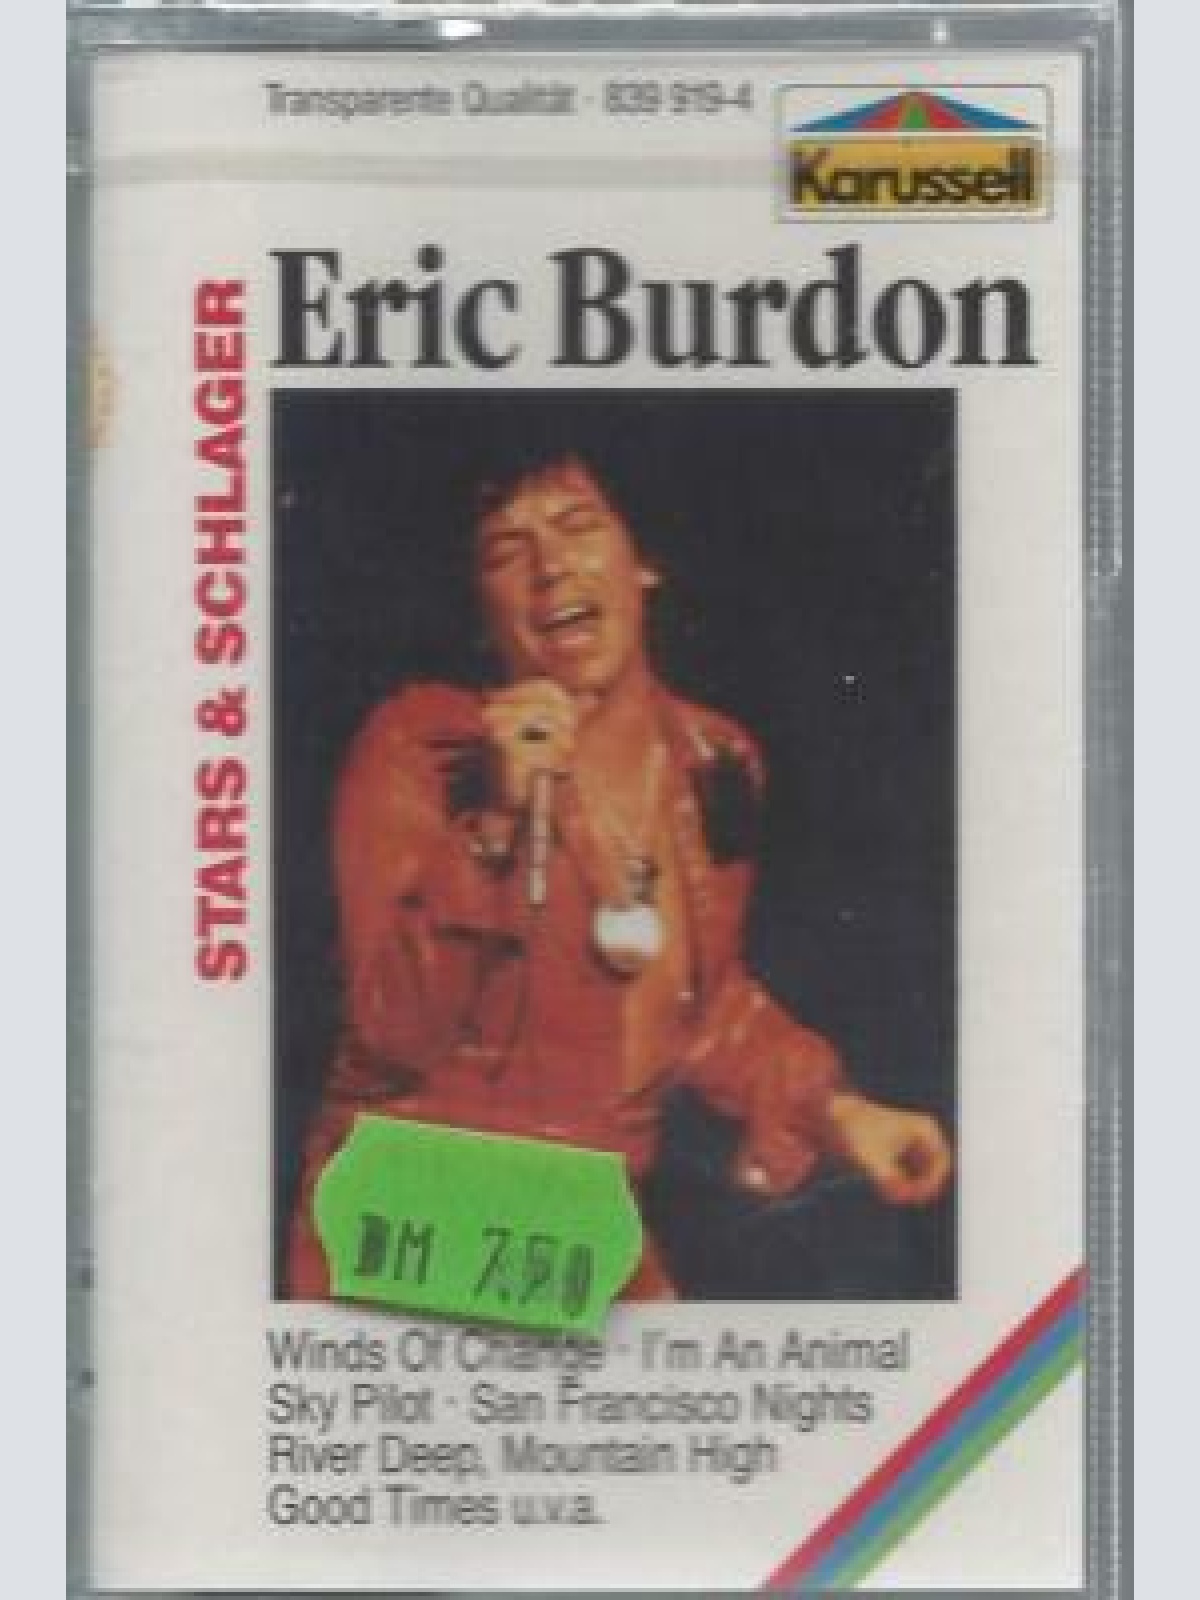 Transparente Qualität · 839 919-4
Karussell
Eric Burdon
STARS & SCHLAGER
DM 7.50
Winds Of Change · I'm An Animal
Sky Pilot · San Francisco Nights
River Deep, Mountain High
Good Times u.v.a.